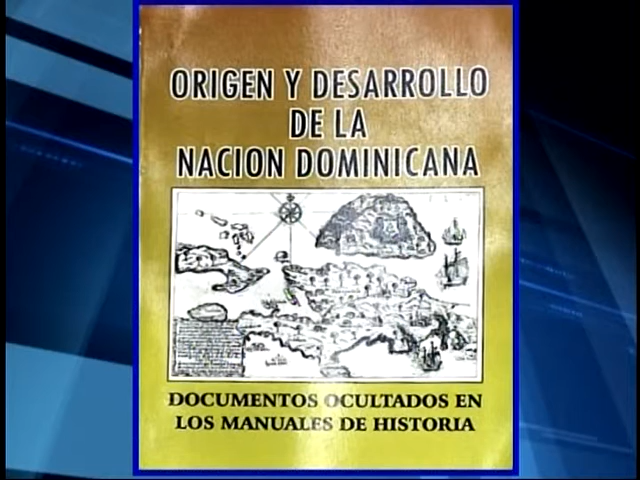 ORIGEN Y DESARROLLO
DE LA
NACION DOMINICANA
DOCUMENTOS OCULTADOS EN
LOS MANUALES DE HISTORIA